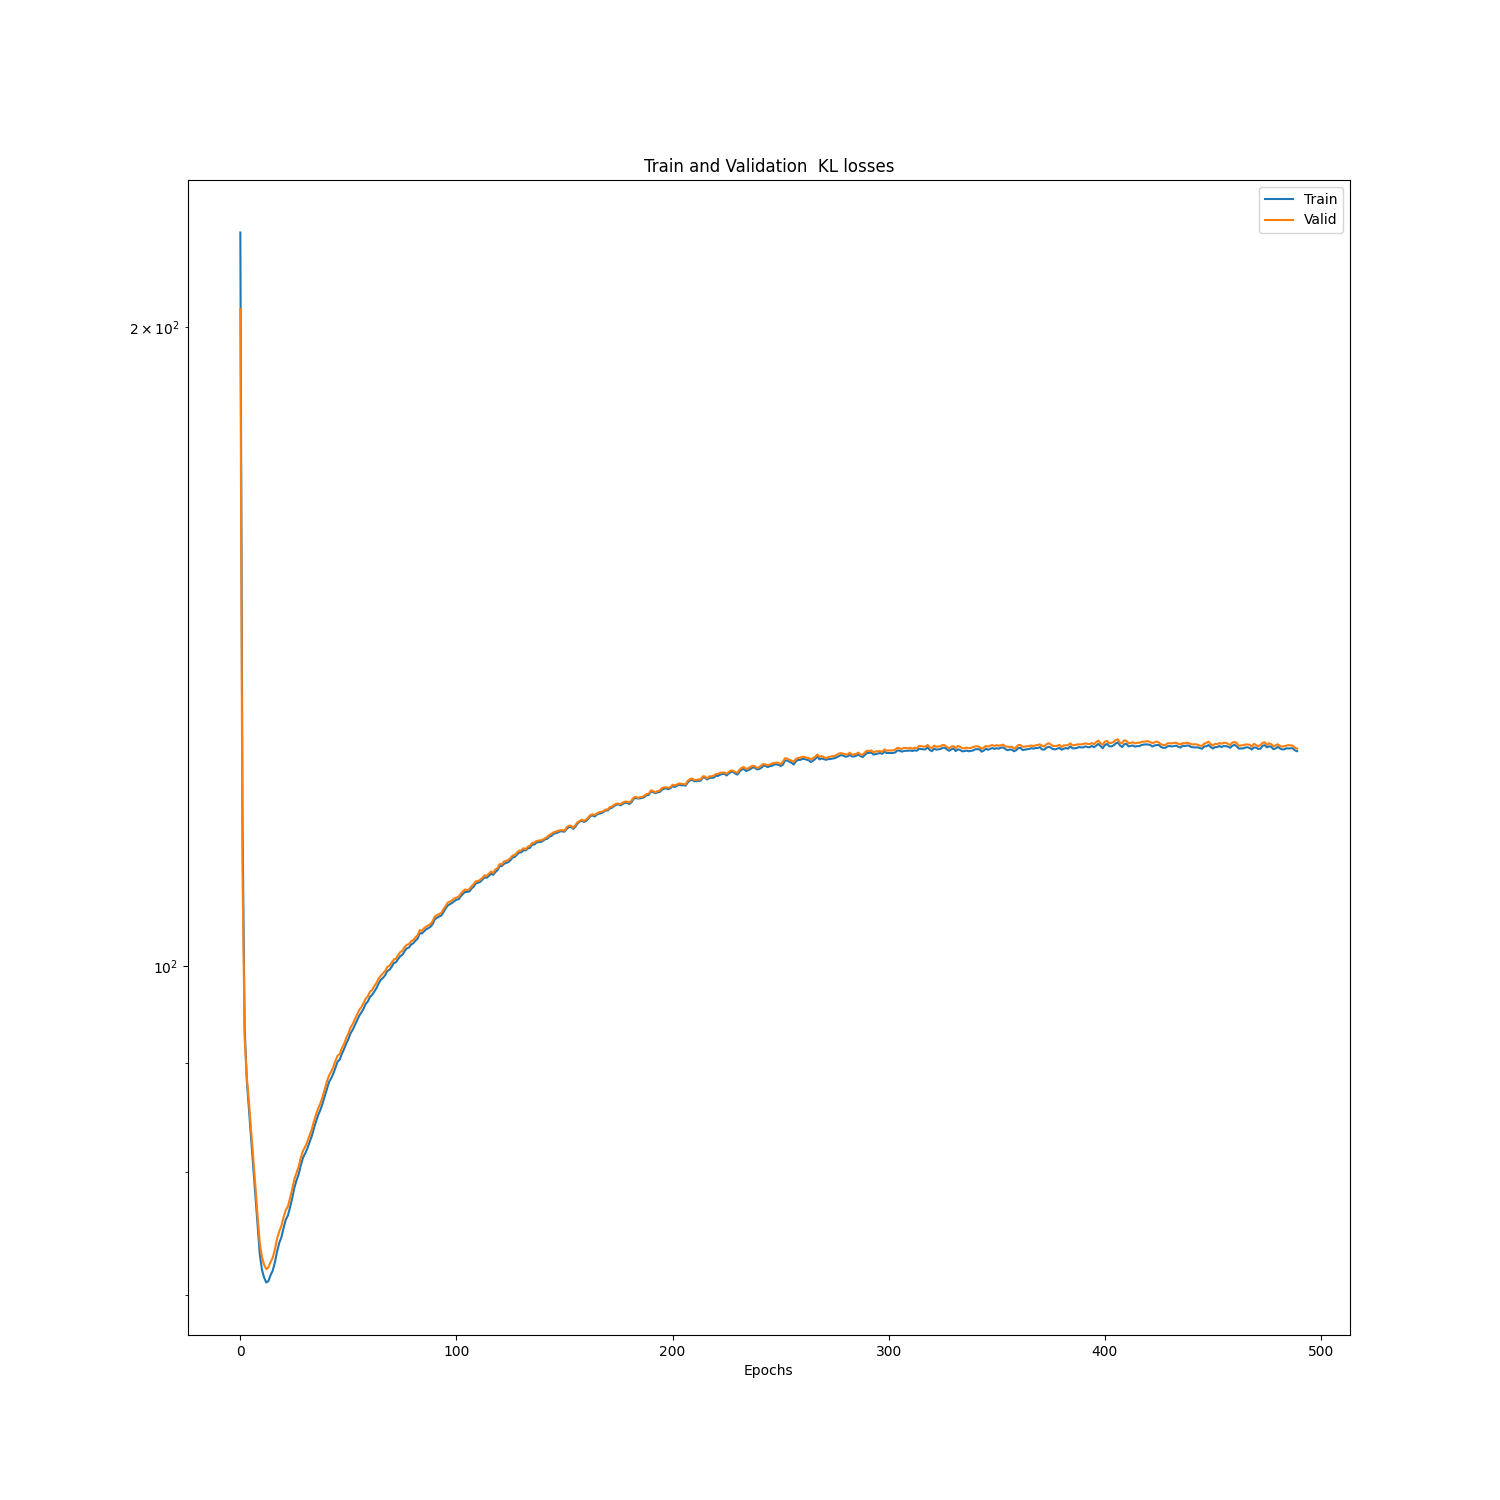 Train and Validation  KL losses
Train
Valid
2 × 10²
10²
0 100 200 300 400 500
Epochs